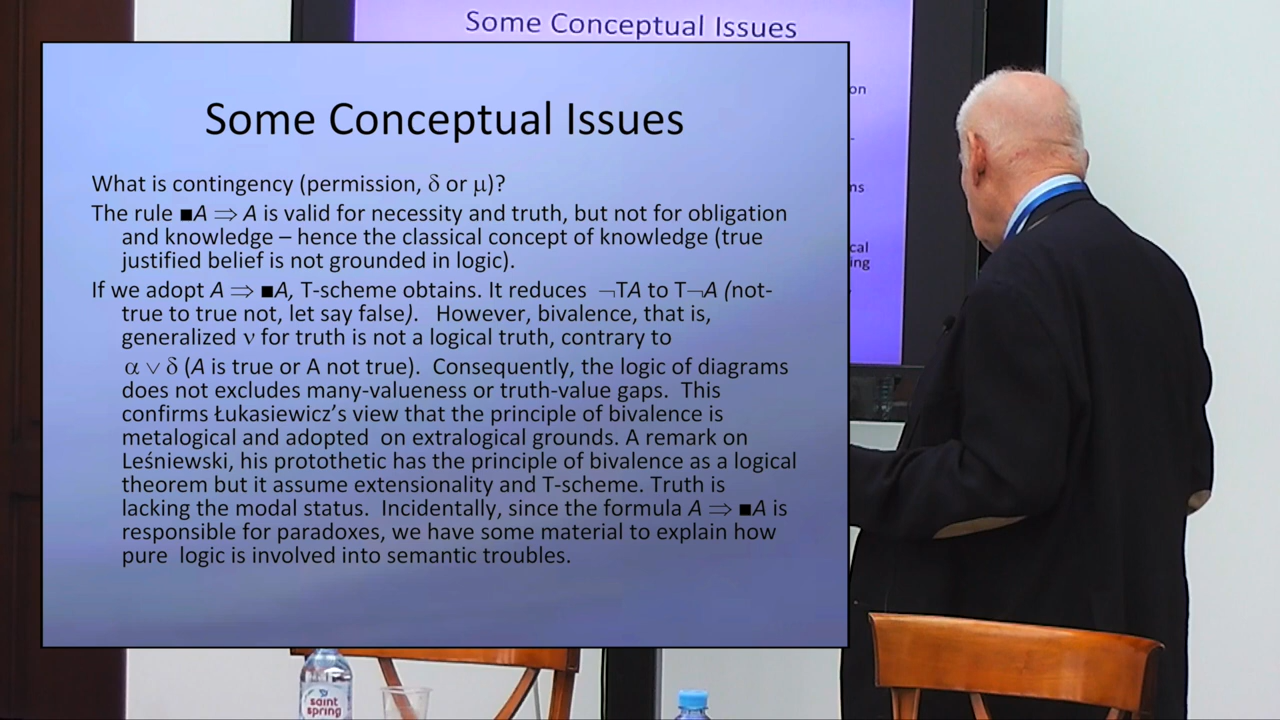 Some Conceptual Issues
Some Conceptual Issues
What is contingency (permission, δ or μ)?
The rule ■A ⇒ A is valid for necessity and truth, but not for obligation
and knowledge – hence the classical concept of knowledge (true
justified belief is not grounded in logic).
If we adopt A ⇒ ■A, T-scheme obtains. It reduces ¬TA to T¬A (not-
true to true not, let say false). However, bivalence, that is,
generalized ν for truth is not a logical truth, contrary to
α ∨ δ (A is true or A not true). Consequently, the logic of diagrams
does not excludes many-valueness or truth-value gaps. This
confirms Łukasiewicz's view that the principle of bivalence is
metalogical and adopted on extralogical grounds. A remark on
Leśniewski, his protothetic has the principle of bivalence as a logical
theorem but it assume extensionality and T-scheme. Truth is
lacking the modal status. Incidentally, since the formula A ⇒ ■A is
responsible for paradoxes, we have some material to explain how
pure logic is involved into semantic troubles.
on
ms
cal
ing
saint
spring